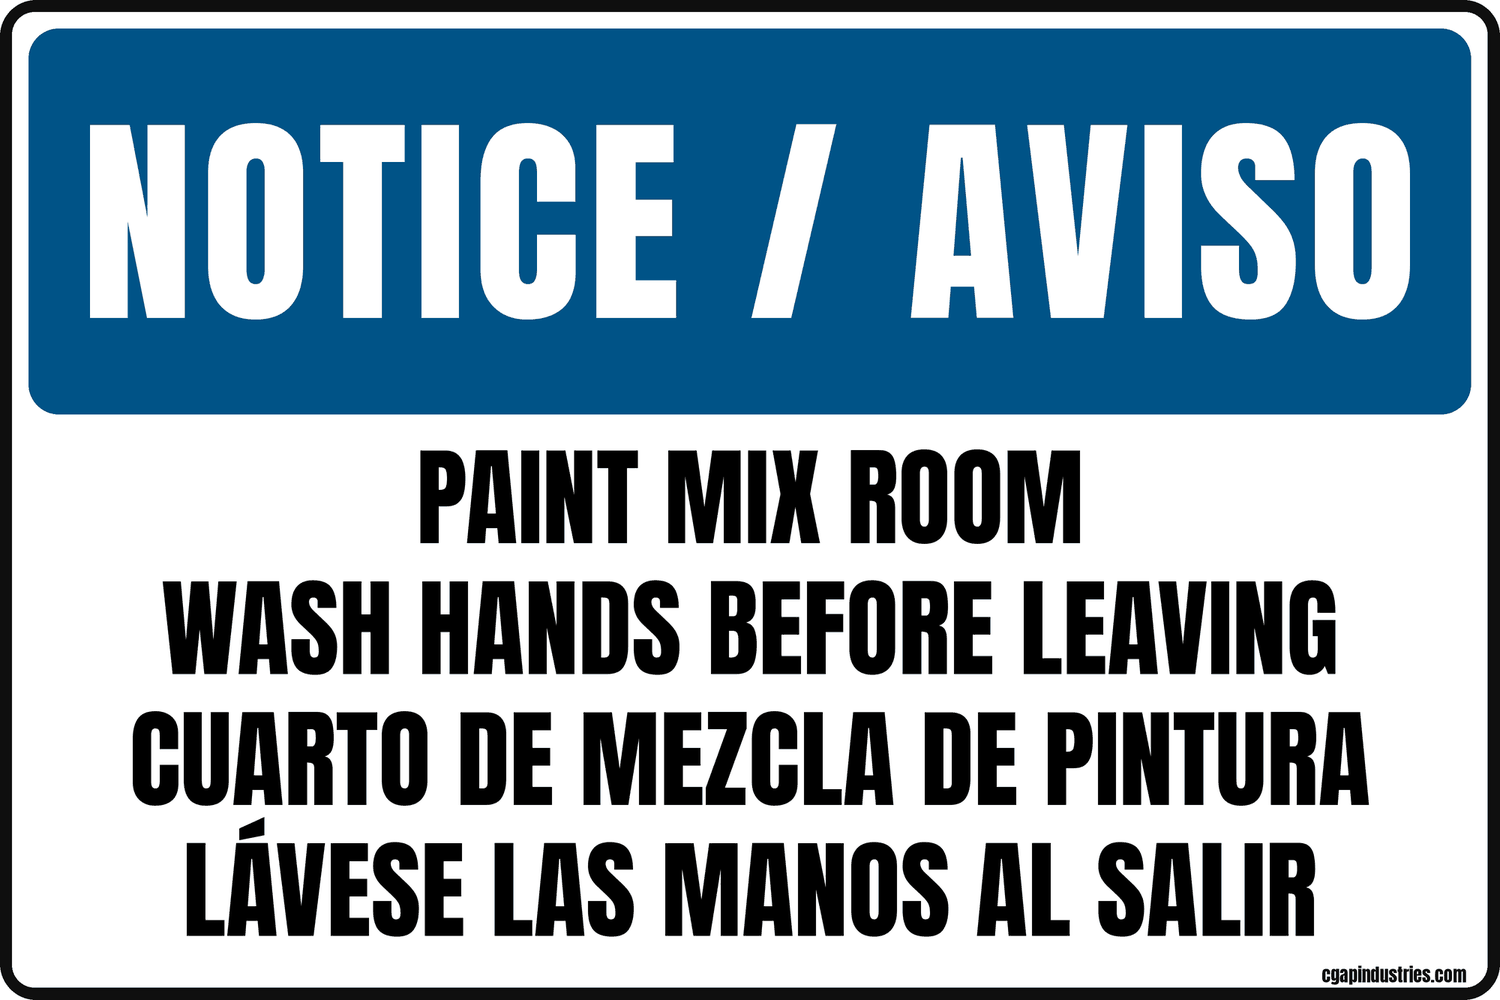 NOTICE / AVISO
PAINT MIX ROOM
WASH HANDS BEFORE LEAVING
CUARTO DE MEZCLA DE PINTURA
LÁVESE LAS MANOS AL SALIR
cgapindustries.com